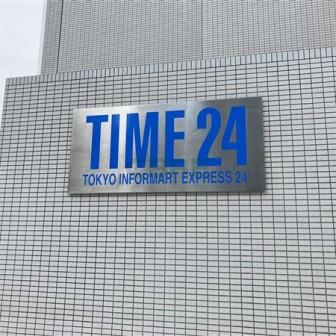 TIME 24
TOKYO INFORMART EXPRESS 24